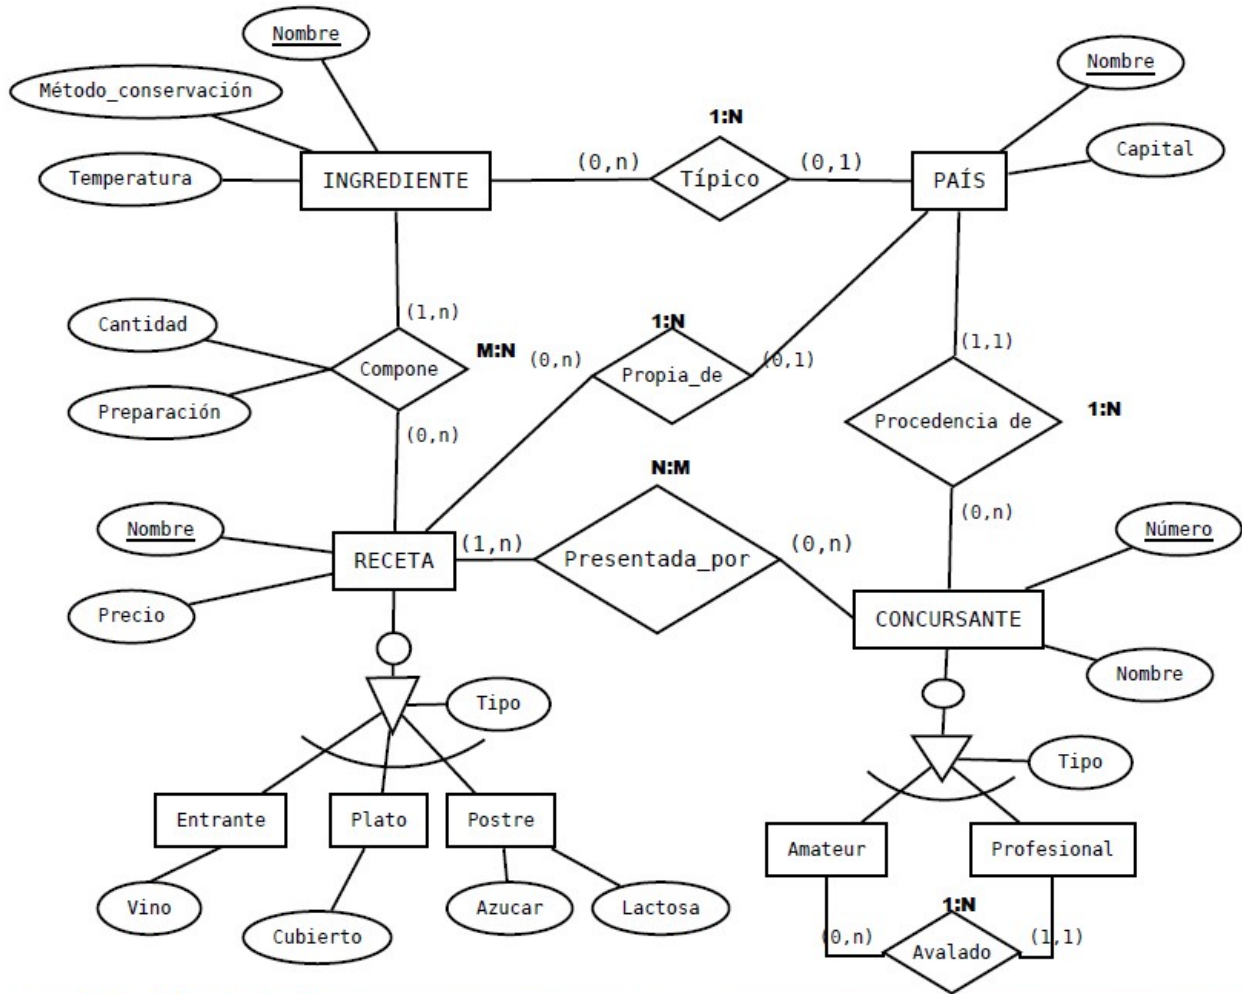 Nombre
Nombre
Método_conservación
1:N
Capital
Temperatura
INGREDIENTE
(0,n)
Típico
(0,1)
PAÍS
(1,n)
Cantidad
1:N
(1,1)
Compone
M:N
(0,n)
Propia_de
(0,1)
Preparación
Procedencia de
1:N
(0,n)
N:M
(0,n)
Nombre
Número
RECETA
(1,n)
Presentada_por
(0,n)
Precio
CONCURSANTE
Nombre
Tipo
Tipo
Entrante
Plato
Postre
Amateur
Profesional
Vino
Cubierto
Azucar
Lactosa
1:N
(0,n)
Avalado
(1,1)